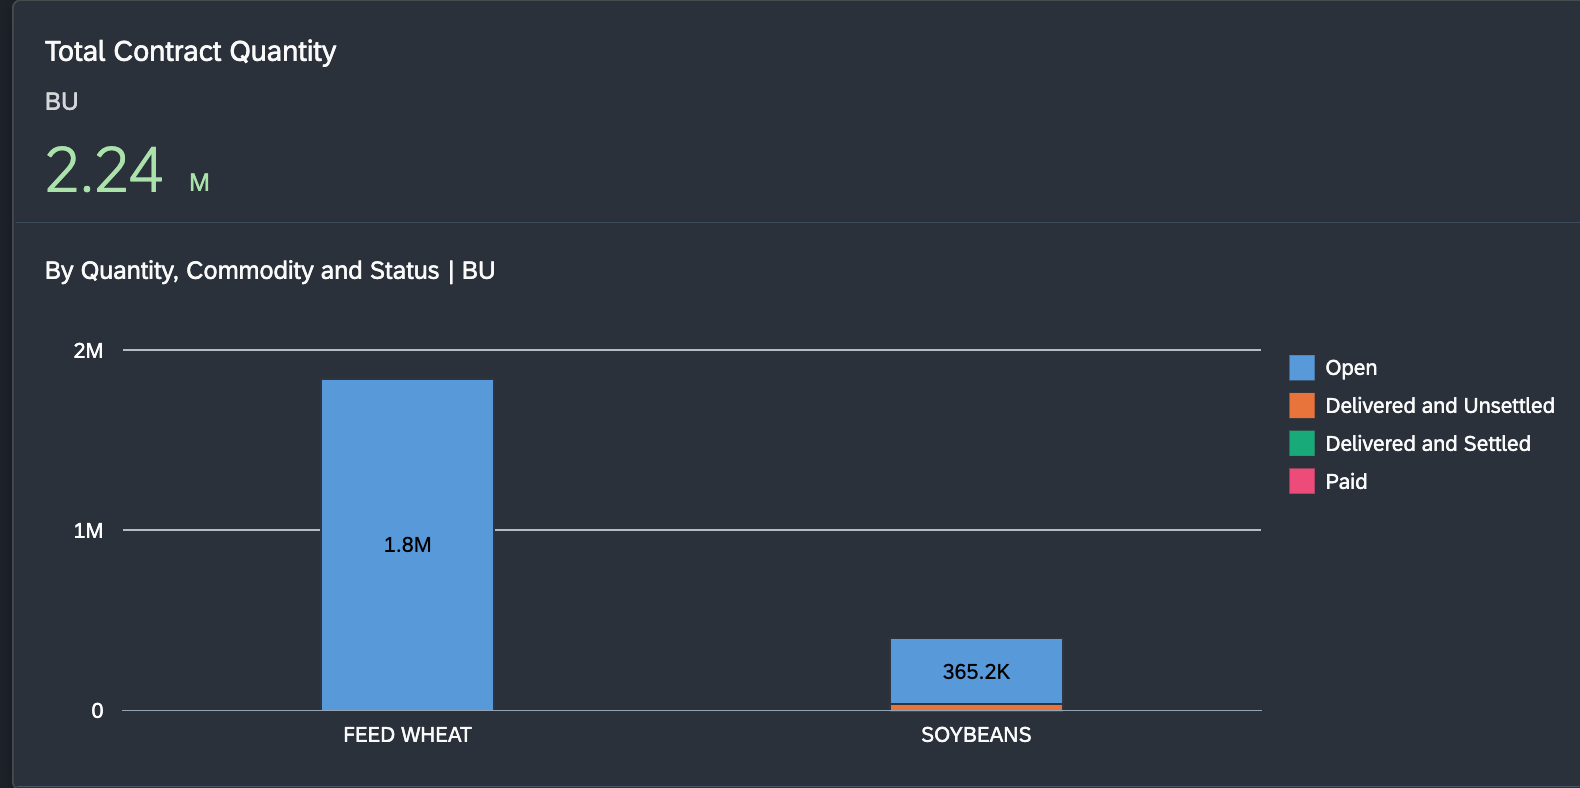 Total Contract Quantity
BU
2.24 M
By Quantity, Commodity and Status | BU
2M
1M
0
1.8M
365.2K
FEED WHEAT
SOYBEANS
Open
Delivered and Unsettled
Delivered and Settled
Paid